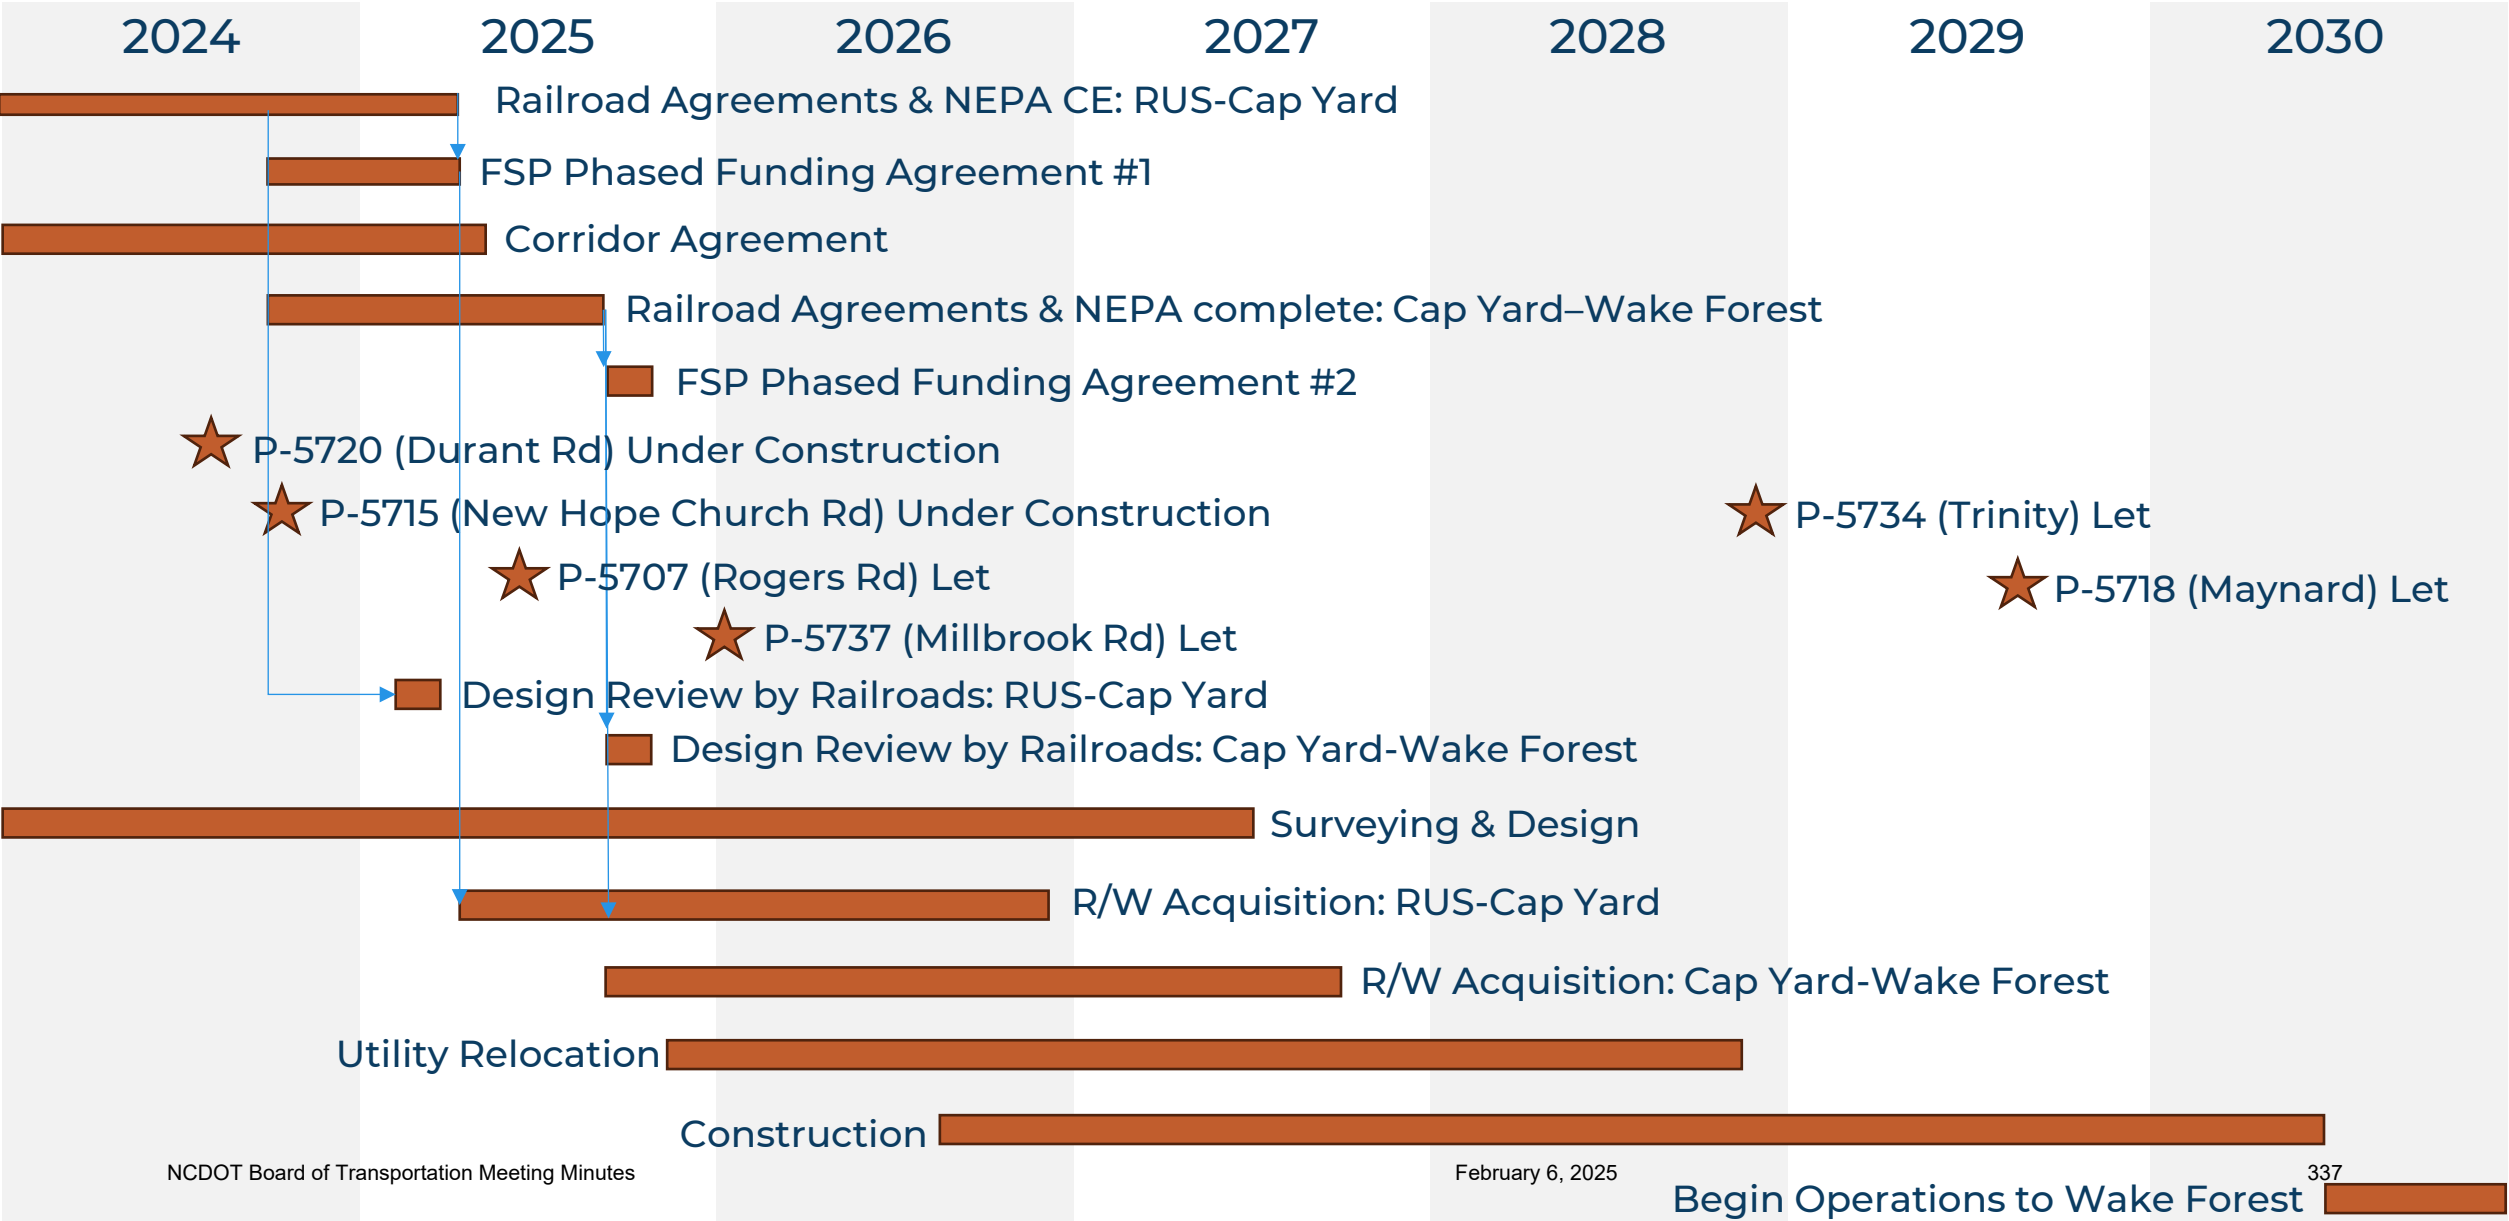 2024 2025 2026 2027 2028 2029 2030
Railroad Agreements & NEPA CE: RUS-Cap Yard
FSP Phased Funding Agreement #1
Corridor Agreement
Railroad Agreements & NEPA complete: Cap Yard–Wake Forest
FSP Phased Funding Agreement #2
P-5720 (Durant Rd) Under Construction
P-5715 (New Hope Church Rd) Under Construction
P-5734 (Trinity) Let
P-5707 (Rogers Rd) Let
P-5718 (Maynard) Let
P-5737 (Millbrook Rd) Let
Design Review by Railroads: RUS-Cap Yard
Design Review by Railroads: Cap Yard-Wake Forest
Surveying & Design
R/W Acquisition: RUS-Cap Yard
R/W Acquisition: Cap Yard-Wake Forest
Utility Relocation
Construction
NCDOT Board of Transportation Meeting Minutes February 6, 2025 337
Begin Operations to Wake Forest